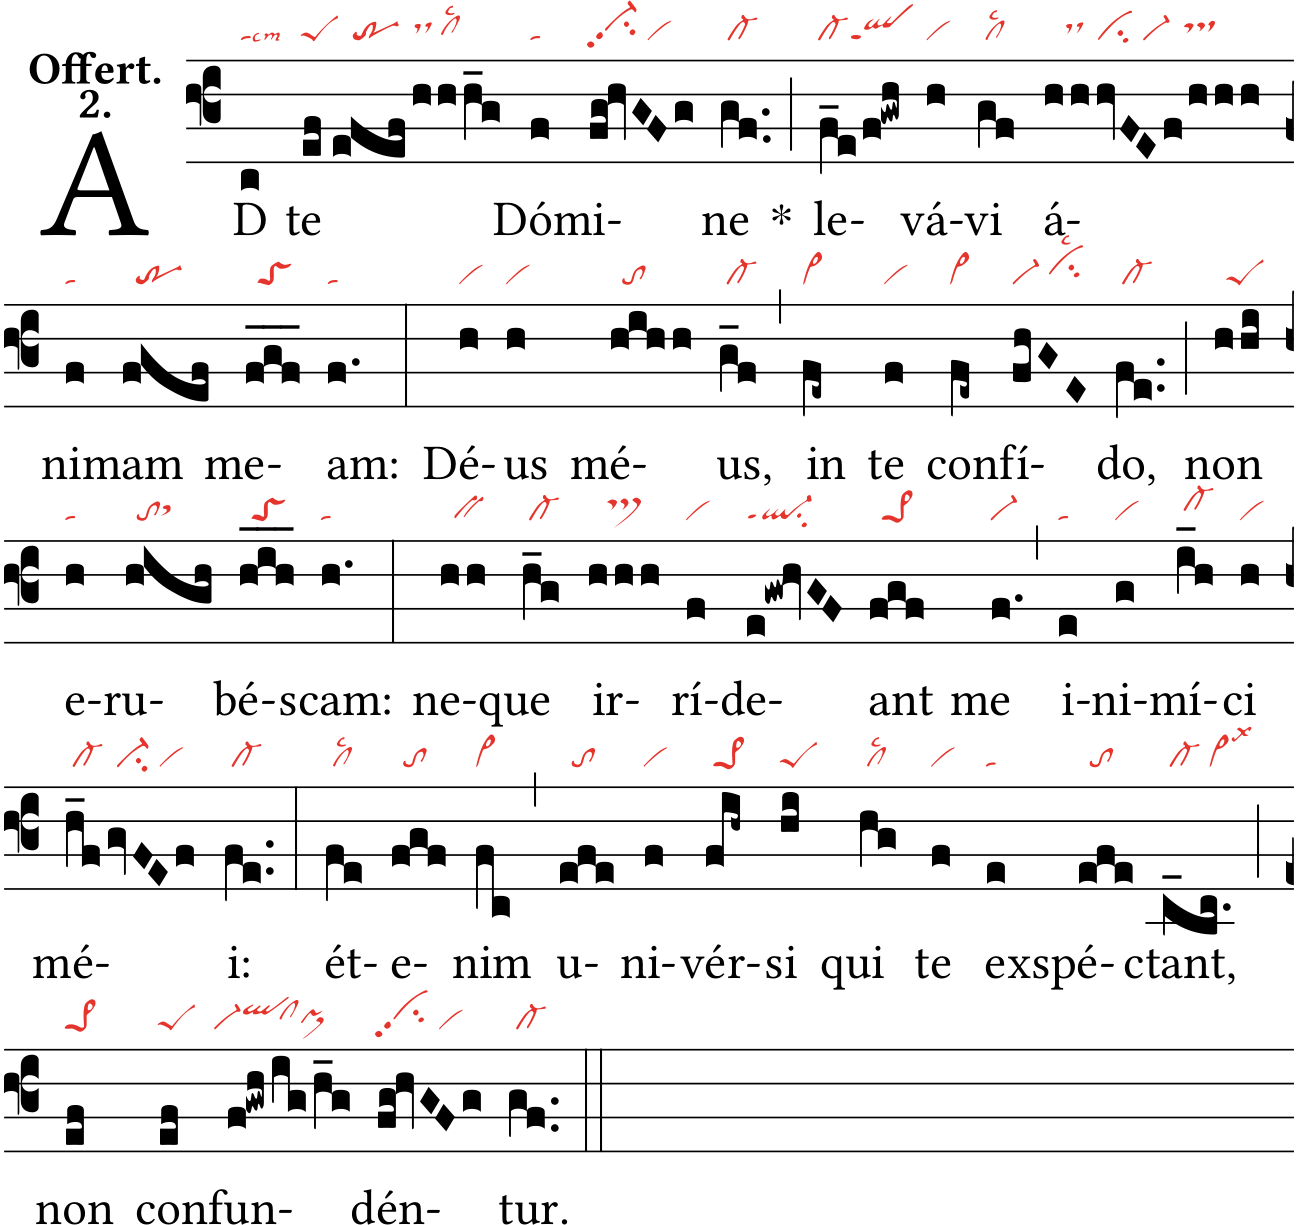 Offert.
2.
AD te Dómi- ne * le- vá-vi á-
nimam me- am: Dé-us mé- us, in te confí- do, non
e-ru- bé-scam: ne-que ir- rí-de- ant me i-ni-mí-ci
mé- i: ét- e- nim u- ni-vér-si qui te exspé- ctant,
non confun- dén- tur.